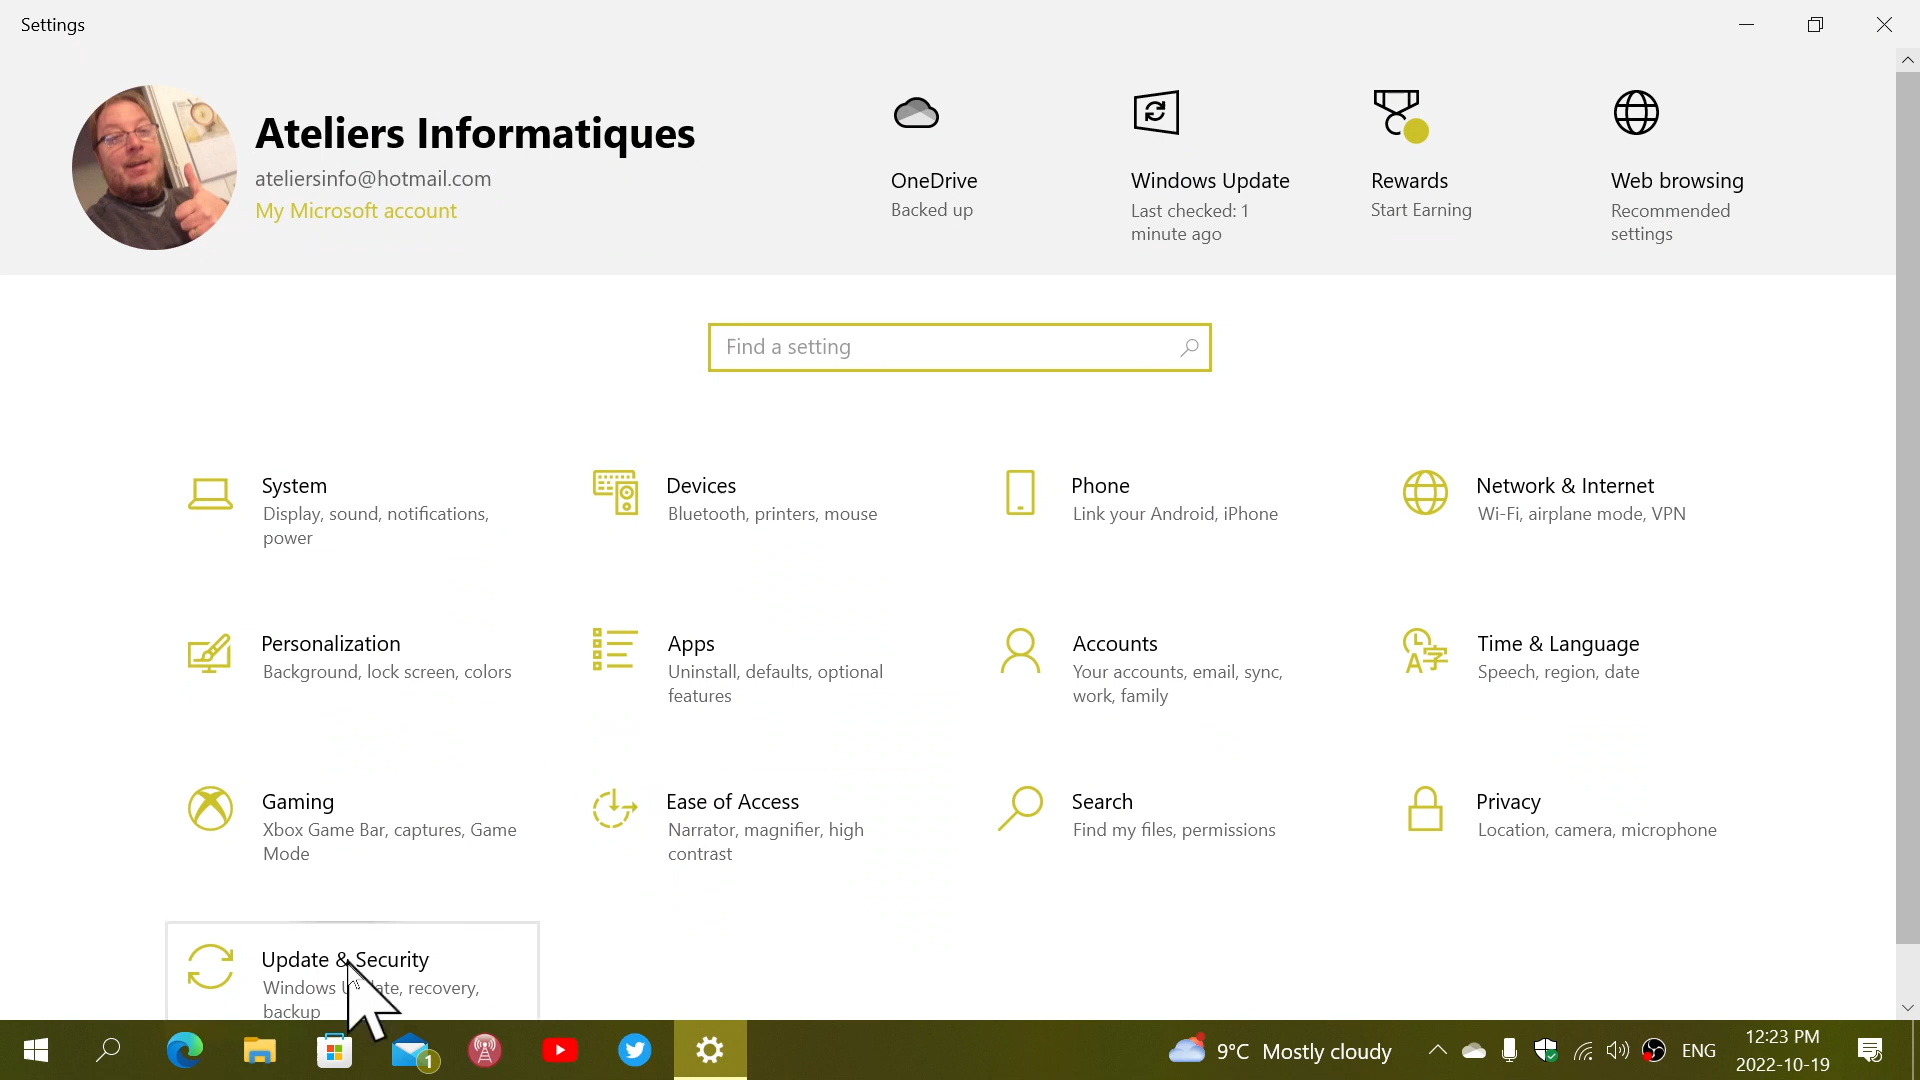 Settings
Ateliers Informatiques
ateliersinfo@hotmail.com
My Microsoft account
OneDrive
Backed up
Windows Update
Last checked: 1
minute ago
Rewards
Start Earning
Web browsing
Recommended
settings
Find a setting
System
Display, sound, notifications,
power
Devices
Bluetooth, printers, mouse
Phone
Link your Android, iPhone
Network & Internet
Wi-Fi, airplane mode, VPN
Personalization
Background, lock screen, colors
Apps
Uninstall, defaults, optional
features
Accounts
Your accounts, email, sync,
work, family
Time & Language
Speech, region, date
Gaming
Xbox Game Bar, captures, Game
Mode
Ease of Access
Narrator, magnifier, high
contrast
Search
Find my files, permissions
Privacy
Location, camera, microphone
Update & Security
Windows Update, recovery,
backup
1
9°C Mostly cloudy
ENG
12:23 PM
2022-10-19